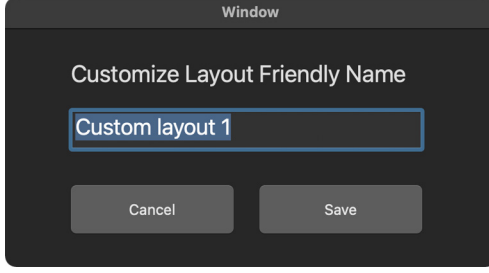 Window
Customize Layout Friendly Name
Custom layout 1
Cancel Save